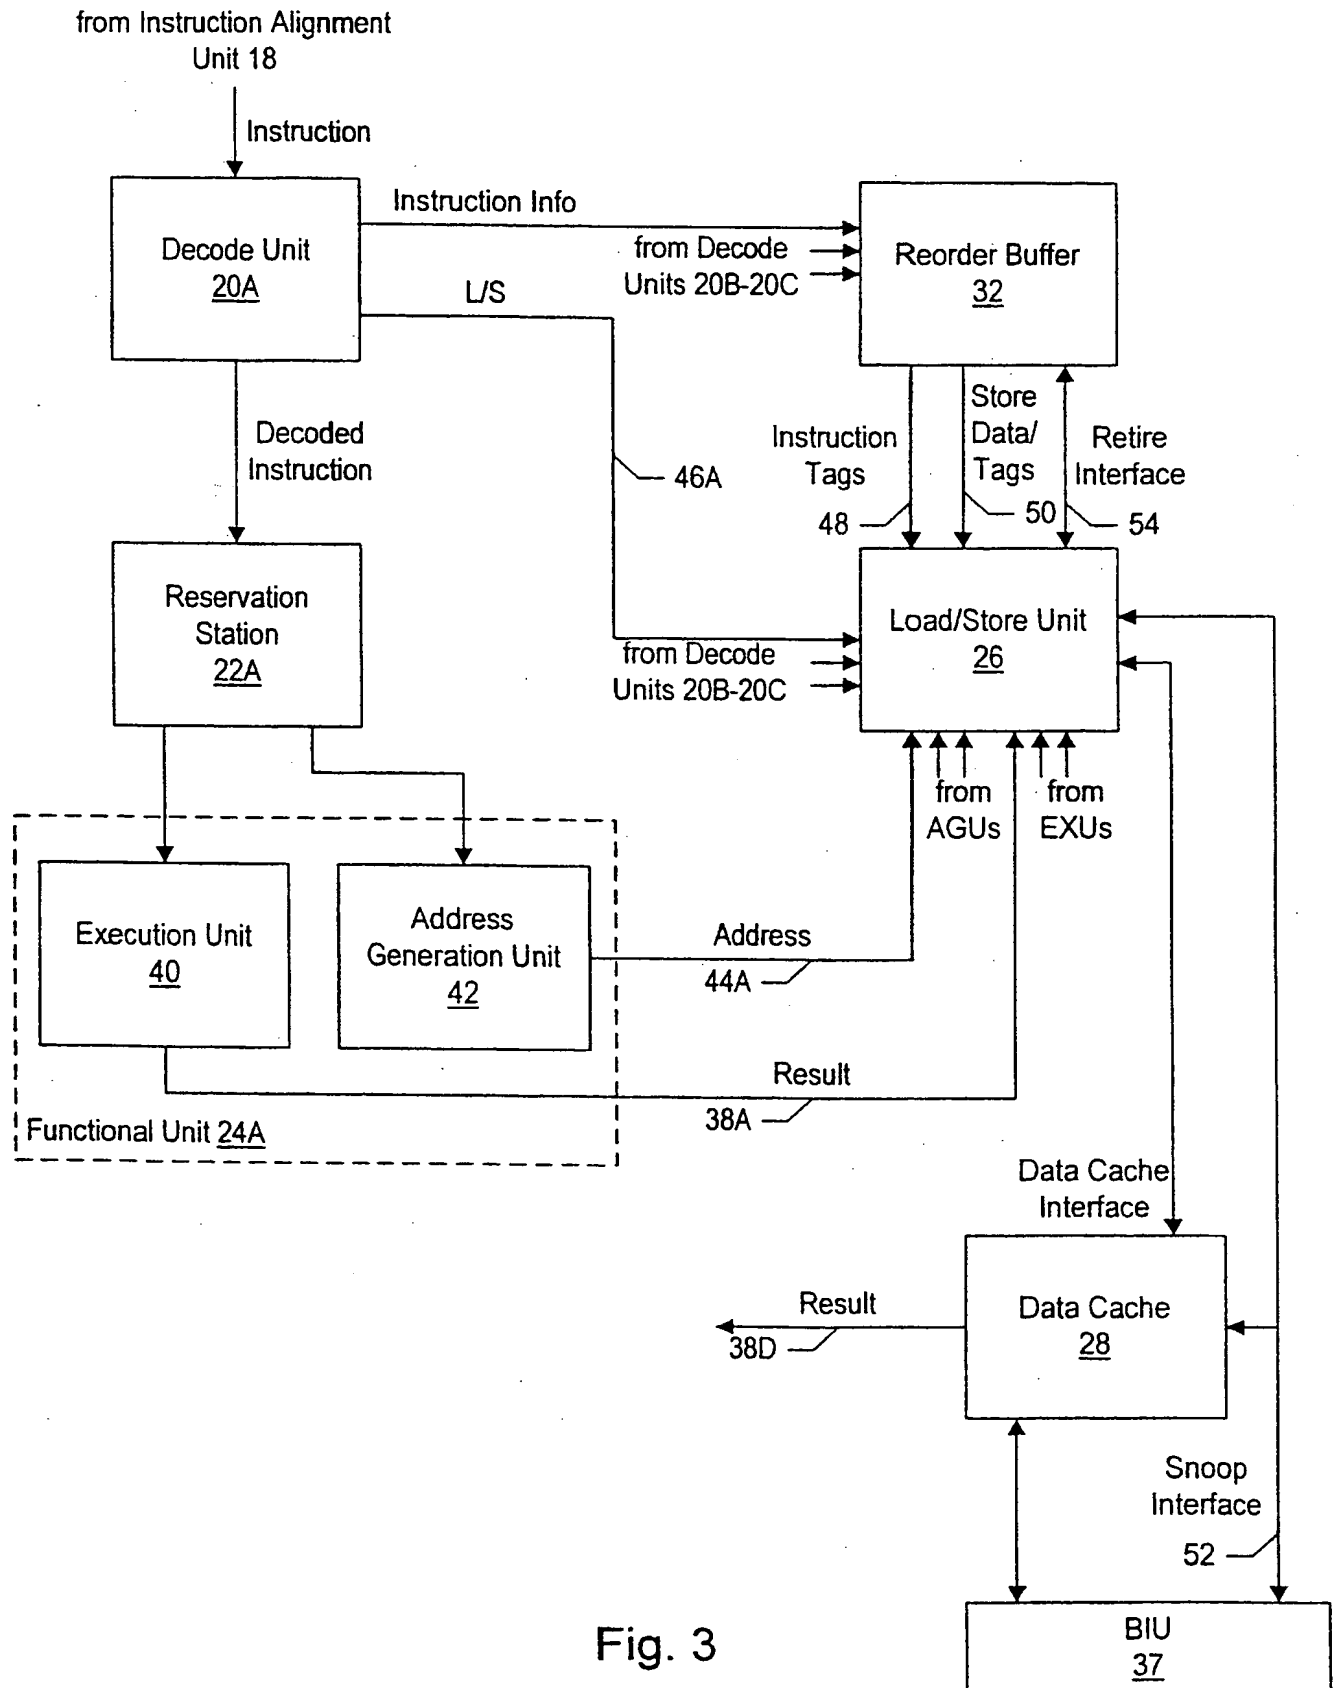 from Instruction Alignment
Unit 18
Instruction
Decode Unit
20A
Instruction Info
from Decode
Units 20B-20C
L/S
Reorder Buffer
32
Decoded
Instruction
46A
Instruction
Tags
48
Store
Data/
Tags
50
Retire
Interface
54
Reservation
Station
22A
from Decode
Units 20B-20C
Load/Store Unit
26
from
AGUs
from
EXUs
Execution Unit
40
Address
Generation Unit
42
Address
44A
Result
38A
Functional Unit 24A
Data Cache
Interface
Result
38D
Data Cache
28
Snoop
Interface
52
BIU
37
Fig. 3